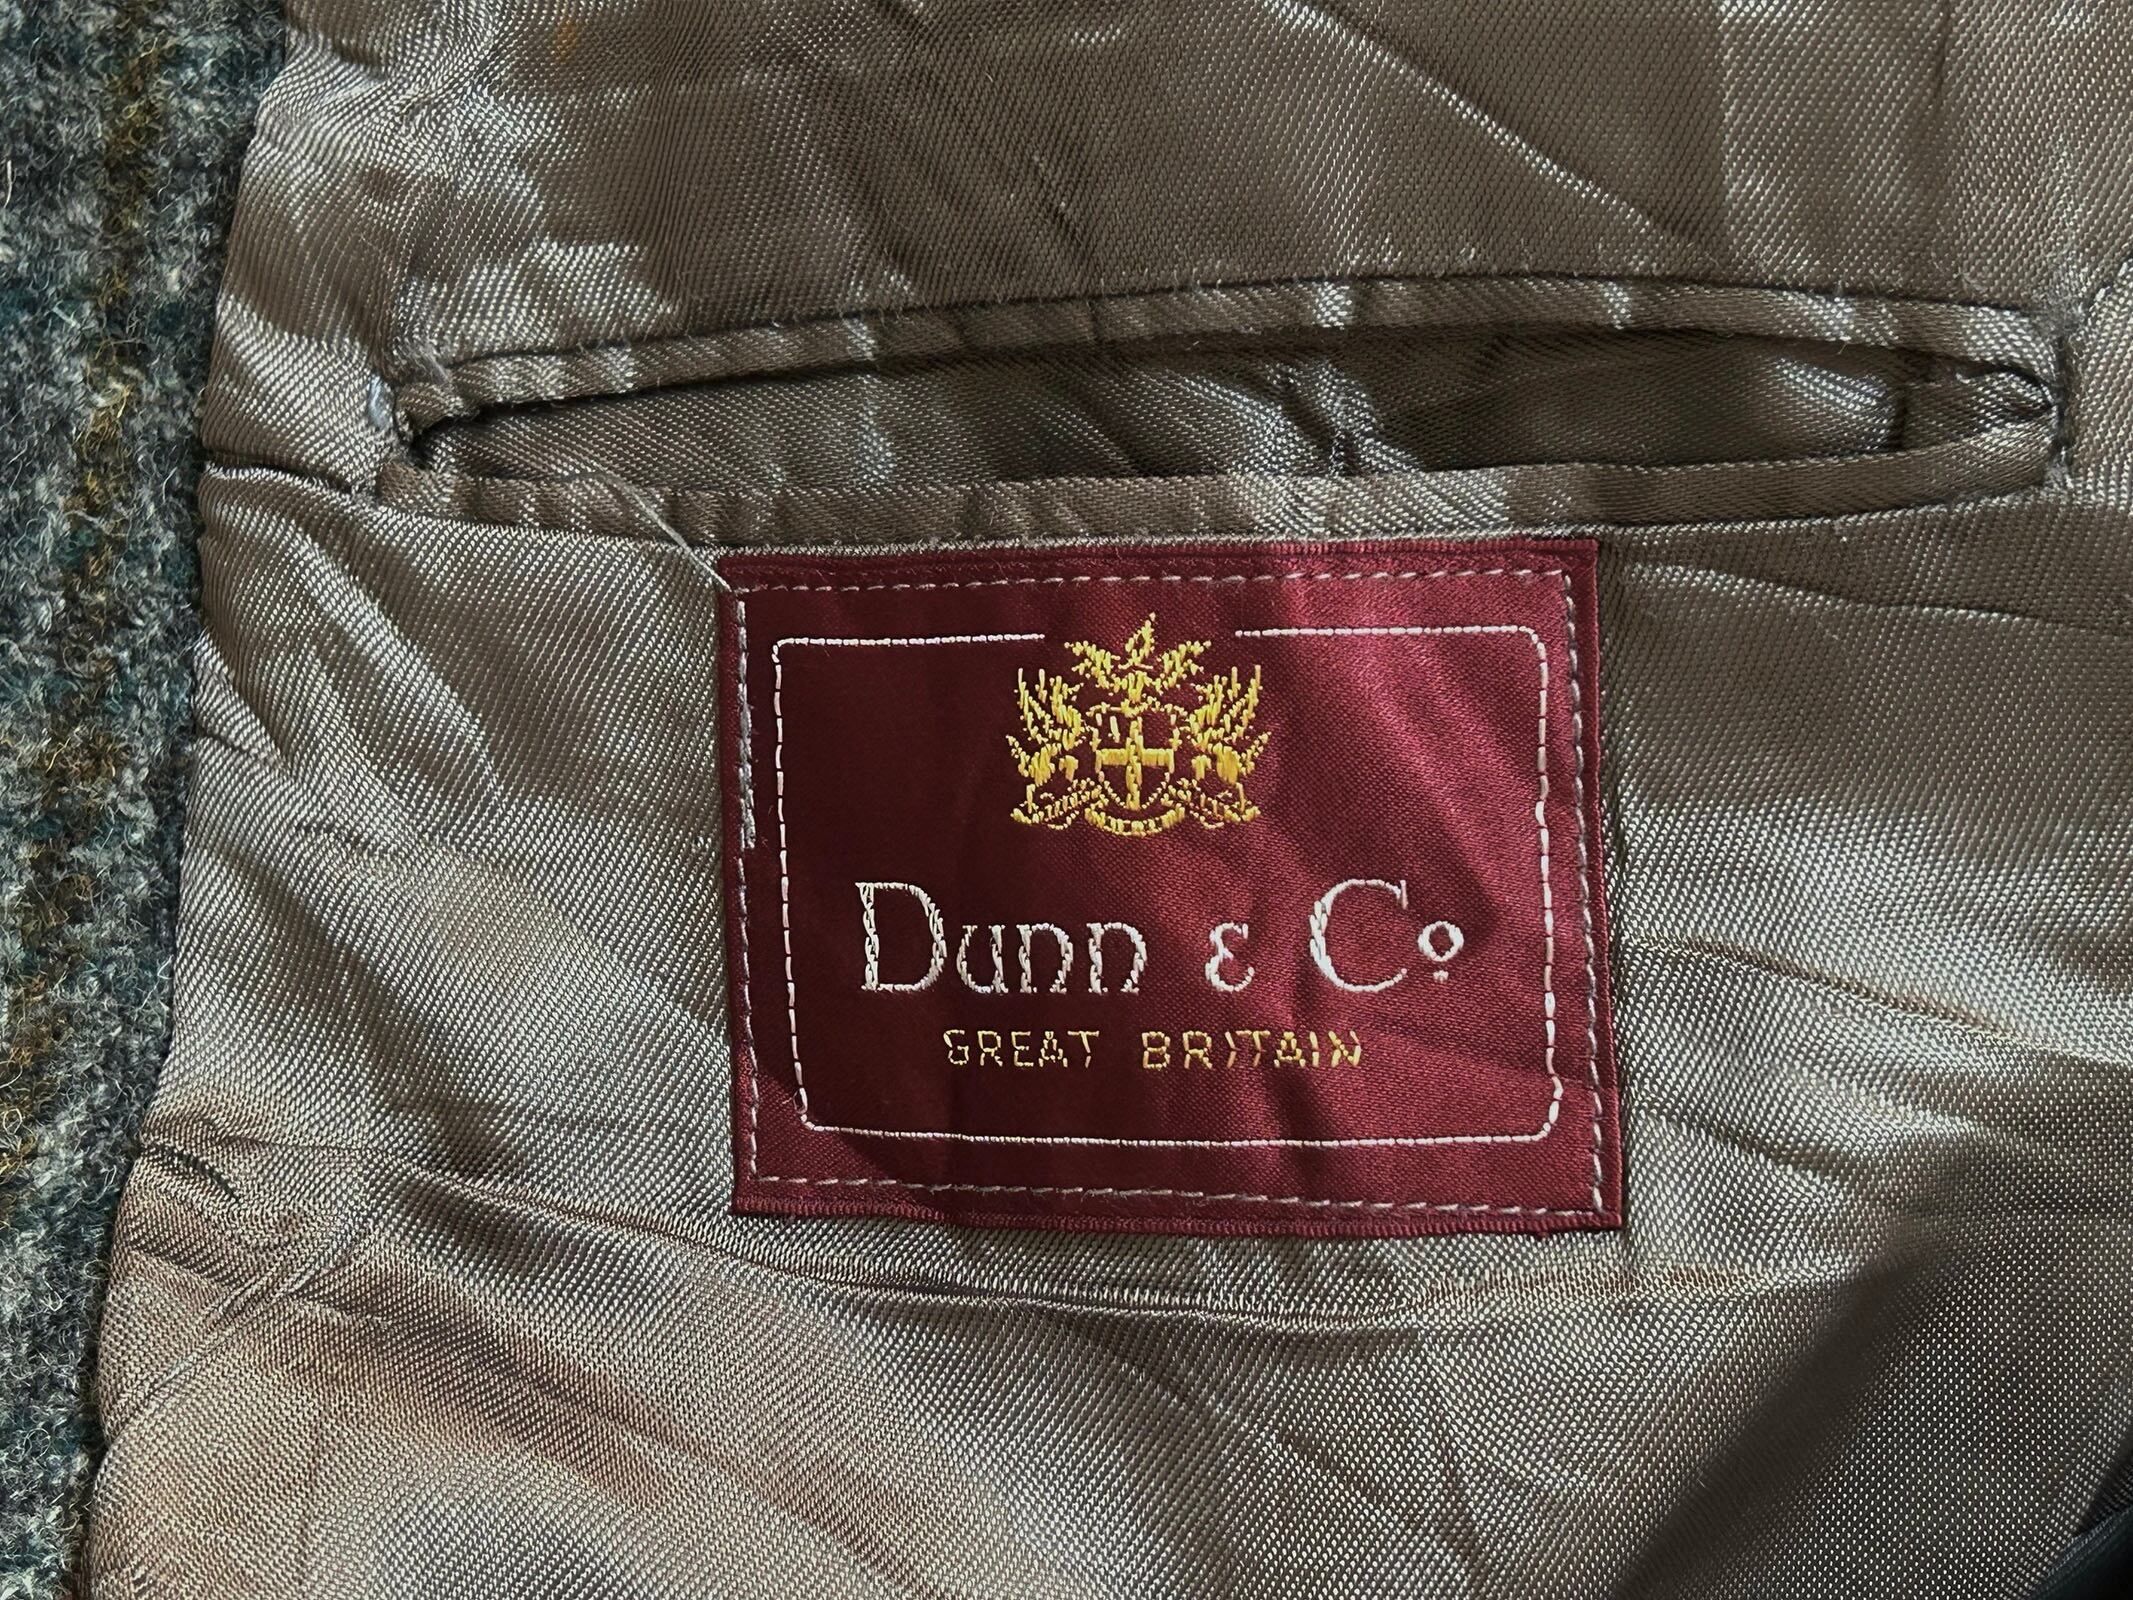 Dunn & Co
GREAT BRITAIN